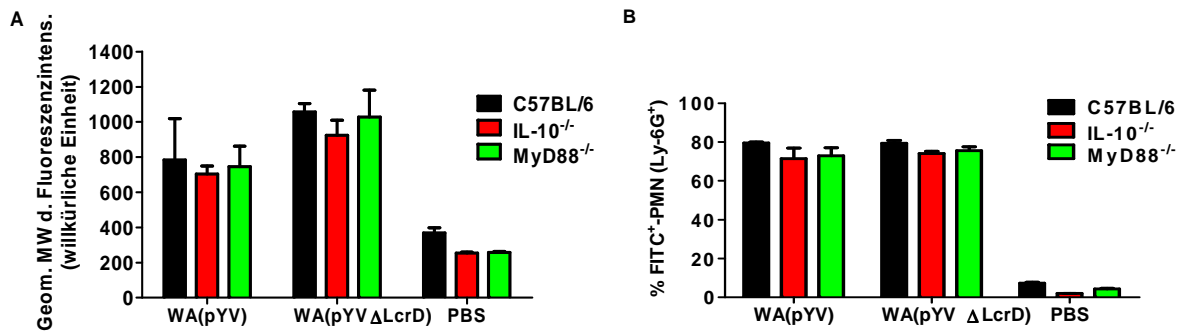 A
Geom. MW d. Fluoreszenzintens.
(willkürliche Einheit)
1400
1200
1000
800
600
400
200
0
C57BL/6
IL-10-/-
MyD88-/-
WA(pYV)
WA(pYV ΔLcrD)
PBS
B
% FITC+-PMN (Ly-6G+)
100
80
60
40
20
0
C57BL/6
IL-10-/-
MyD88-/-
WA(pYV)
WA(pYV ΔLcrD)
PBS